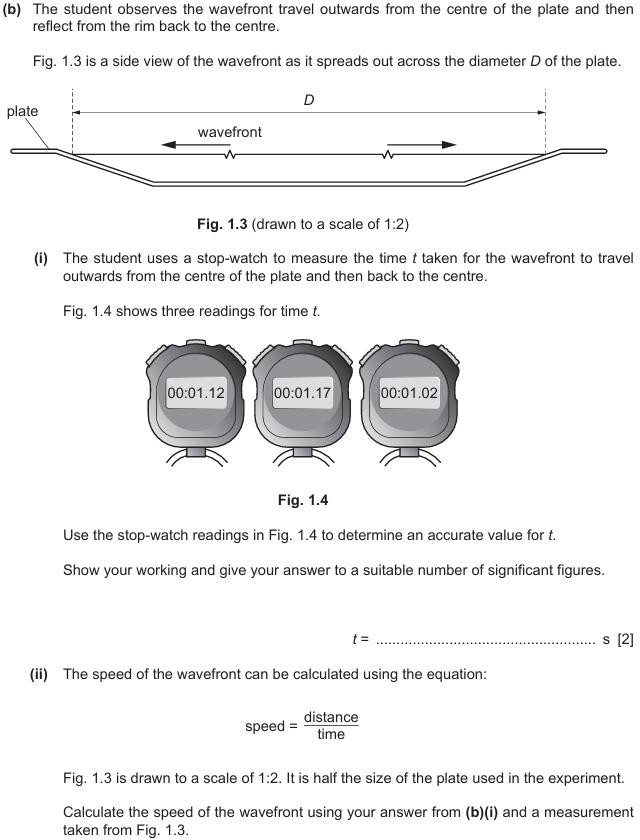 (b) The student observes the wavefront travel outwards from the centre of the plate and then
reflect from the rim back to the centre.
Fig. 1.3 is a side view of the wavefront as it spreads out across the diameter D of the plate.
D
plate
wavefront
Fig. 1.3 (drawn to a scale of 1:2)
(i) The student uses a stop-watch to measure the time t taken for the wavefront to travel
outwards from the centre of the plate and then back to the centre.
Fig. 1.4 shows three readings for time t.
00:01.12 00:01.17 00:01.02
Fig. 1.4
Use the stop-watch readings in Fig. 1.4 to determine an accurate value for t.
Show your working and give your answer to a suitable number of significant figures.
t = ...................................................... s [2]
(ii) The speed of the wavefront can be calculated using the equation:
speed = distance
time
Fig. 1.3 is drawn to a scale of 1:2. It is half the size of the plate used in the experiment.
Calculate the speed of the wavefront using your answer from (b)(i) and a measurement
taken from Fig. 1.3.